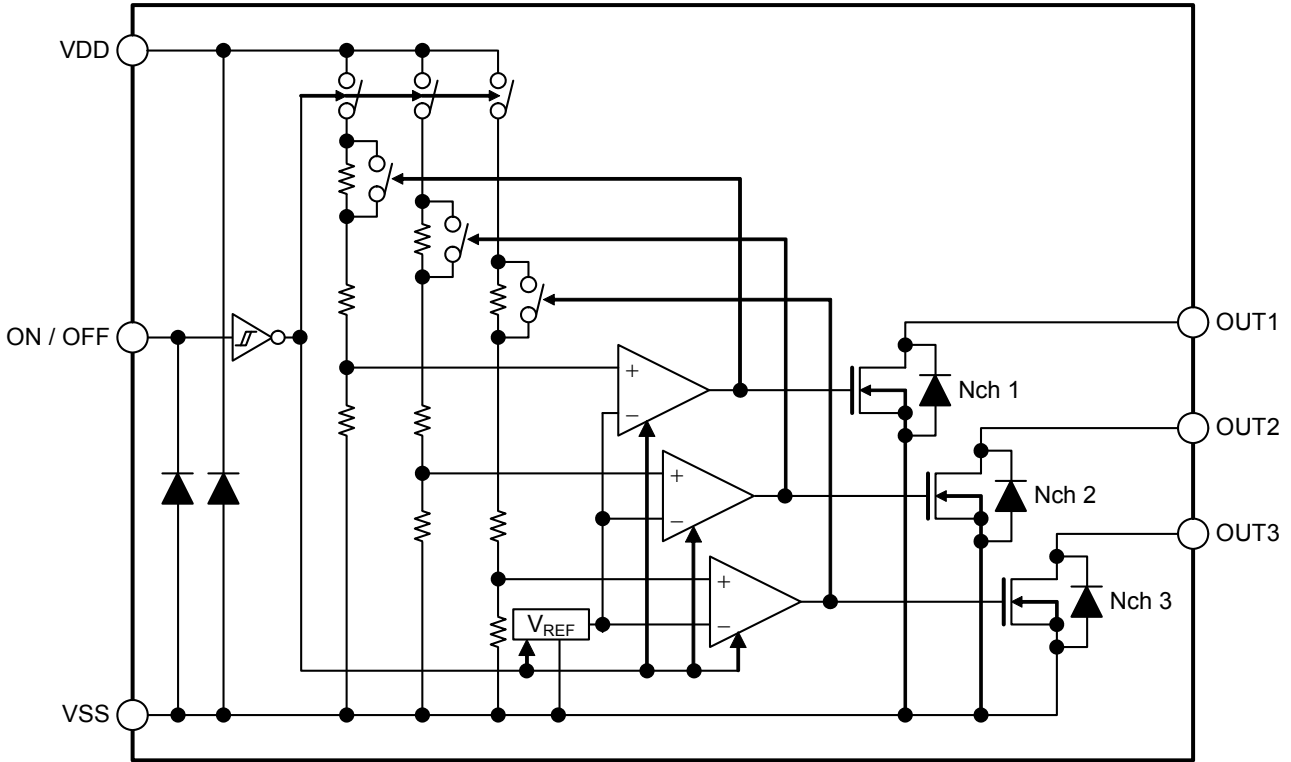 VDD
ON / OFF
VSS
+
−
+
−
+
−
VREF
Nch 1
Nch 2
Nch 3
OUT1
OUT2
OUT3